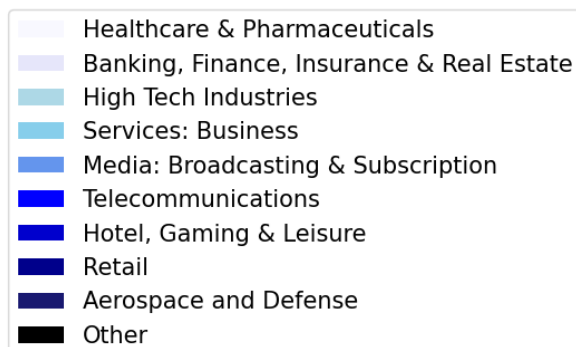 Healthcare & Pharmaceuticals
Banking, Finance, Insurance & Real Estate
High Tech Industries
Services: Business
Media: Broadcasting & Subscription
Telecommunications
Hotel, Gaming & Leisure
Retail
Aerospace and Defense
Other